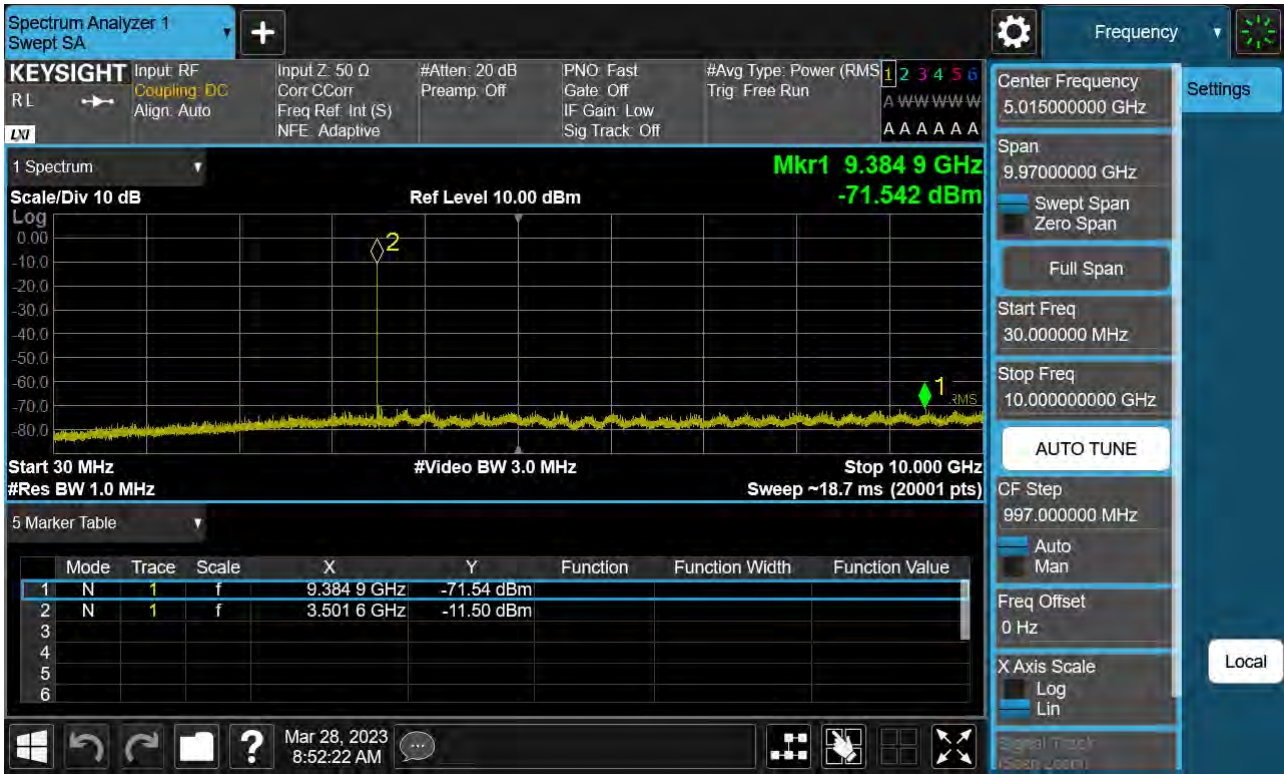 Spectrum Analyzer 1
Swept SA
+
Frequency
KEYSIGHT
RL
LXI
Input: RF
Coupling: DC
Align: Auto
Input Z: 50 Ω
Corr CCorr
Freq Ref: Int (S)
NFE: Adaptive
#Atten: 20 dB
Preamp: Off
PNO: Fast
Gate: Off
IF Gain: Low
Sig Track: Off
#Avg Type: Power (RMS
Trig: Free Run
1 2 3 4 5 6
A W W W W W
A A A A A A
1 Spectrum
Mkr1 9.384 9 GHz
-71.542 dBm
Scale/Div 10 dB
Ref Level 10.00 dBm
Log
0.00
-10.0
-20.0
-30.0
-40.0
-50.0
-60.0
-70.0
-80.0
2
1
RMS
Start 30 MHz
#Video BW 3.0 MHz
Stop 10.000 GHz
#Res BW 1.0 MHz
Sweep ~18.7 ms (20001 pts)
5 Marker Table
Mode Trace Scale X Y Function Function Width Function Value
1 N 1 f 9.384 9 GHz -71.54 dBm
2 N 1 f 3.501 6 GHz -11.50 dBm
3
4
5
6
Mar 28, 2023
8:52:22 AM
Center Frequency
5.015000000 GHz
Settings
Span
9.97000000 GHz
Swept Span
Zero Span
Full Span
Start Freq
30.000000 MHz
Stop Freq
10.000000000 GHz
AUTO TUNE
CF Step
997.000000 MHz
Auto
Man
Freq Offset
0 Hz
X Axis Scale
Log
Lin
Local
Signal Track
(Span Zoom)